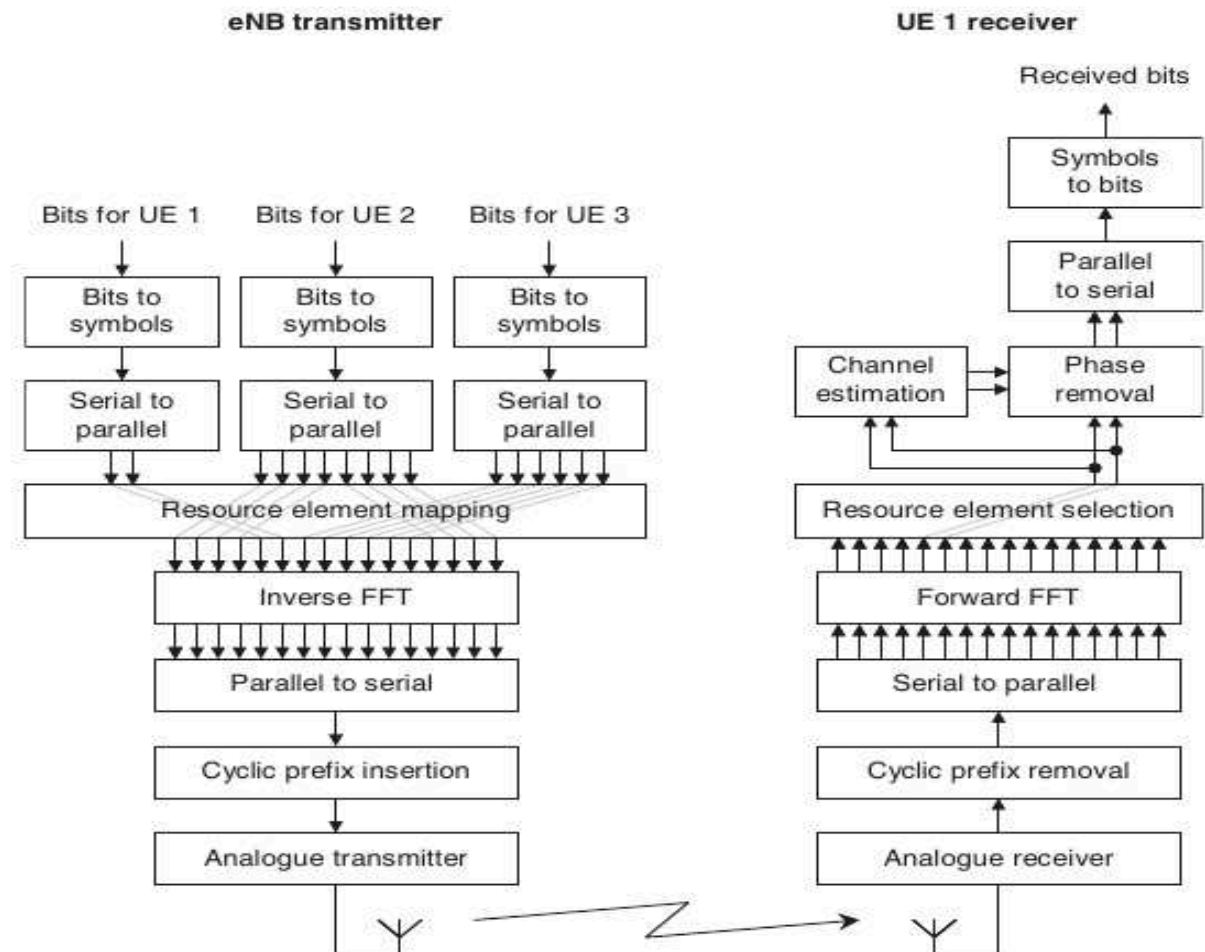 eNB transmitter
UE 1 receiver
Received bits
Symbols
to bits
Bits for UE 1
Bits for UE 2
Bits for UE 3
Parallel
to serial
Bits to
symbols
Bits to
symbols
Bits to
symbols
Channel
estimation
Phase
removal
Serial to
parallel
Serial to
parallel
Serial to
parallel
Resource element mapping
Resource element selection
Inverse FFT
Forward FFT
Parallel to serial
Serial to parallel
Cyclic prefix insertion
Cyclic prefix removal
Analogue transmitter
Analogue receiver